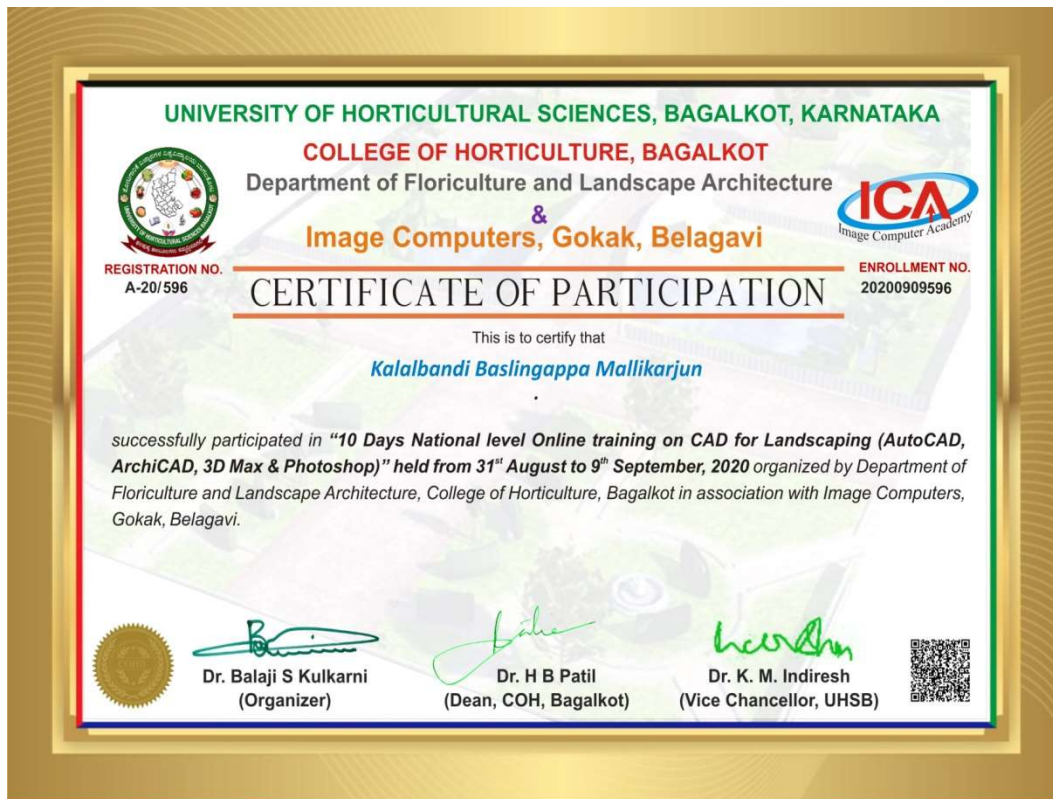 UNIVERSITY OF HORTICULTURAL SCIENCES, BAGALKOT, KARNATAKA
COLLEGE OF HORTICULTURE, BAGALKOT
Department of Floriculture and Landscape Architecture
&
Image Computers, Gokak, Belagavi
UNIVERSITY OF HORTICULTURAL SCIENCES BAGALKOT
ICA
Image Computer Academy
REGISTRATION NO.
A-20/596
ENROLLMENT NO.
20200909596
CERTIFICATE OF PARTICIPATION
This is to certify that
Kalalbandi Baslingappa Mallikarjun
.
successfully participated in “10 Days National level Online training on CAD for Landscaping (AutoCAD,
ArchiCAD, 3D Max & Photoshop)” held from 31st August to 9th September, 2020 organized by Department of
Floriculture and Landscape Architecture, College of Horticulture, Bagalkot in association with Image Computers,
Gokak, Belagavi.
Dr. Balaji S Kulkarni
(Organizer)
Dr. H B Patil
(Dean, COH, Bagalkot)
Dr. K. M. Indiresh
(Vice Chancellor, UHSB)